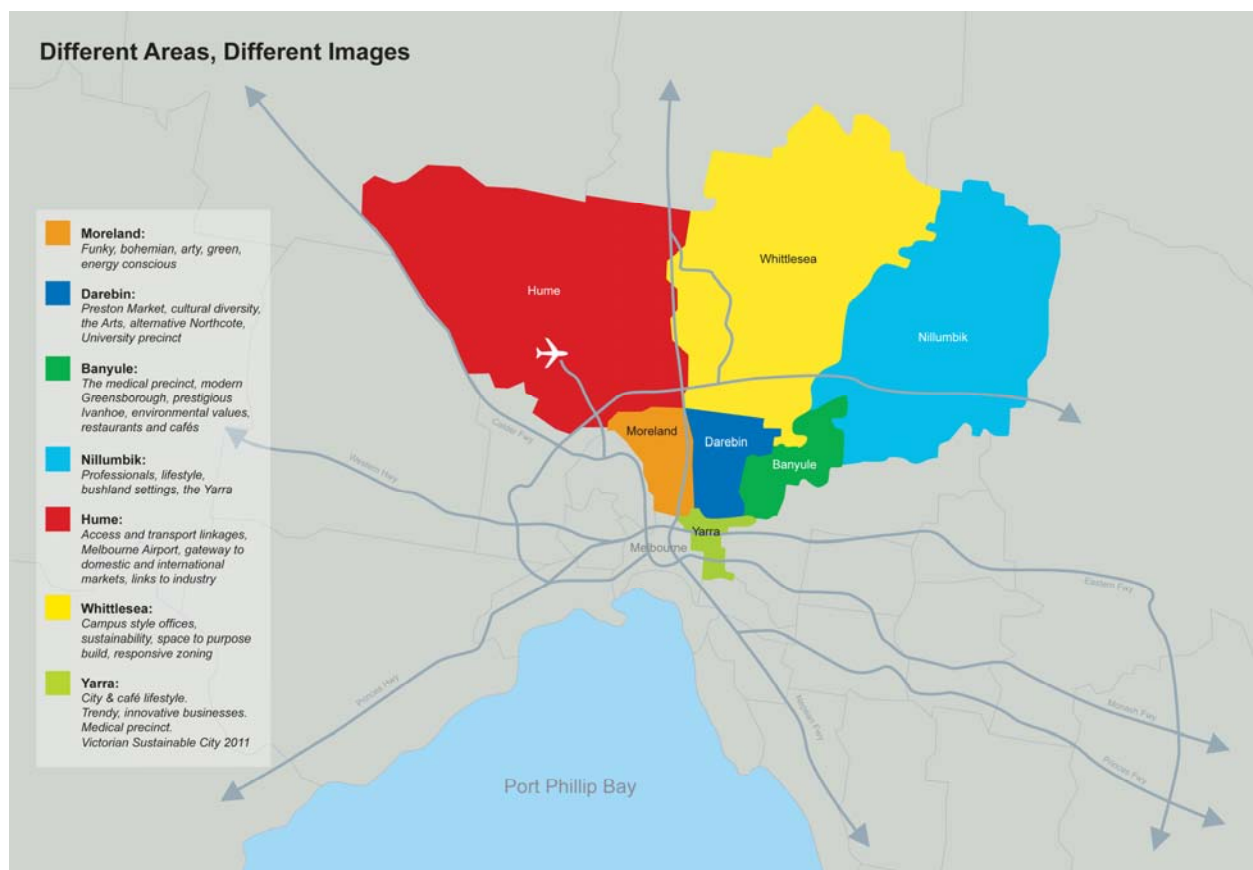 Different Areas, Different Images
Moreland:
Funky, bohemian, arty, green,
energy conscious
Darebin:
Preston Market, cultural diversity,
the Arts, alternative Northcote,
University precinct
Banyule:
The medical precinct, modern
Greensborough, prestigious
Ivanhoe, environmental values,
restaurants and cafés
Nillumbik:
Professionals, lifestyle,
bushland settings, the Yarra
Hume:
Access and transport linkages,
Melbourne Airport, gateway to
domestic and international
markets, links to industry
Whittlesea:
Campus style offices,
sustainability, space to purpose
build, responsive zoning
Yarra:
City & café lifestyle.
Trendy, innovative businesses.
Medical precinct.
Victorian Sustainable City 2011
Whittlesea
Hume
Nillumbik
Moreland
Darebin
Banyule
Calder Fwy
Western Hwy
Yarra
Melbourne
Eastern Fwy
Princes Hwy
Nepean Fwy
Monash Fwy
Princes Fwy
Port Phillip Bay